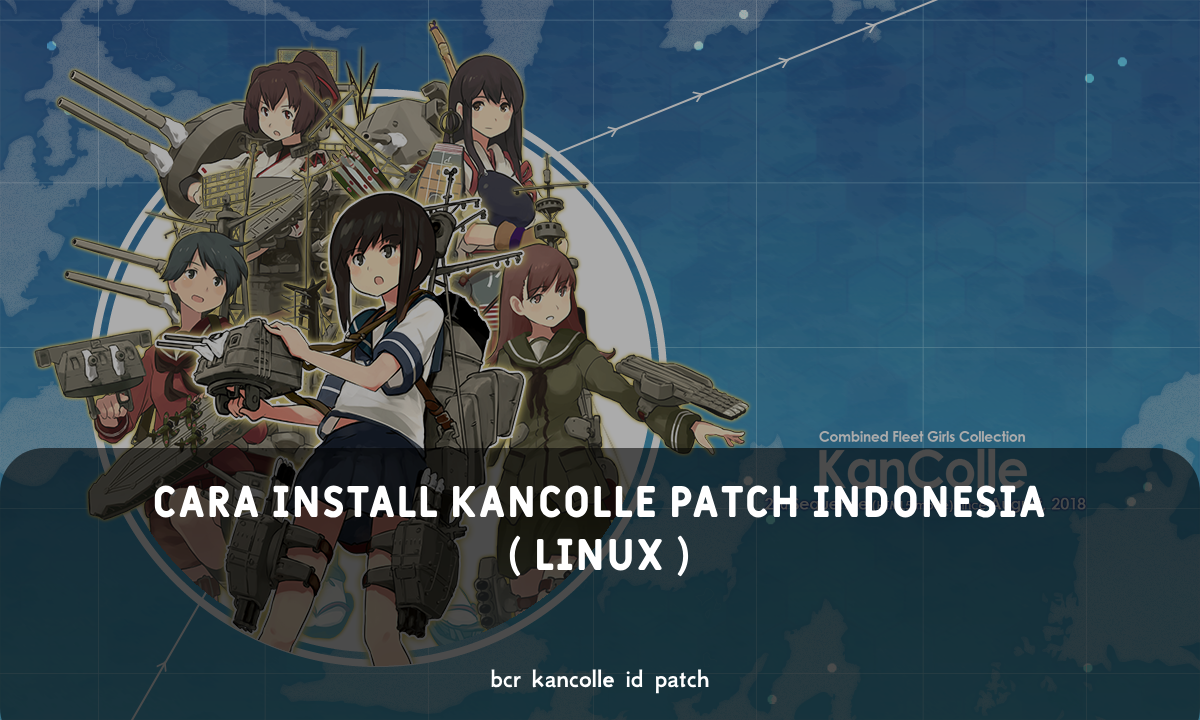 Combined Fleet Girls Collection
KanColle
2018
CARA INSTALL KANCOLLE PATCH INDONESIA
( LINUX )
bcr kancolle id patch